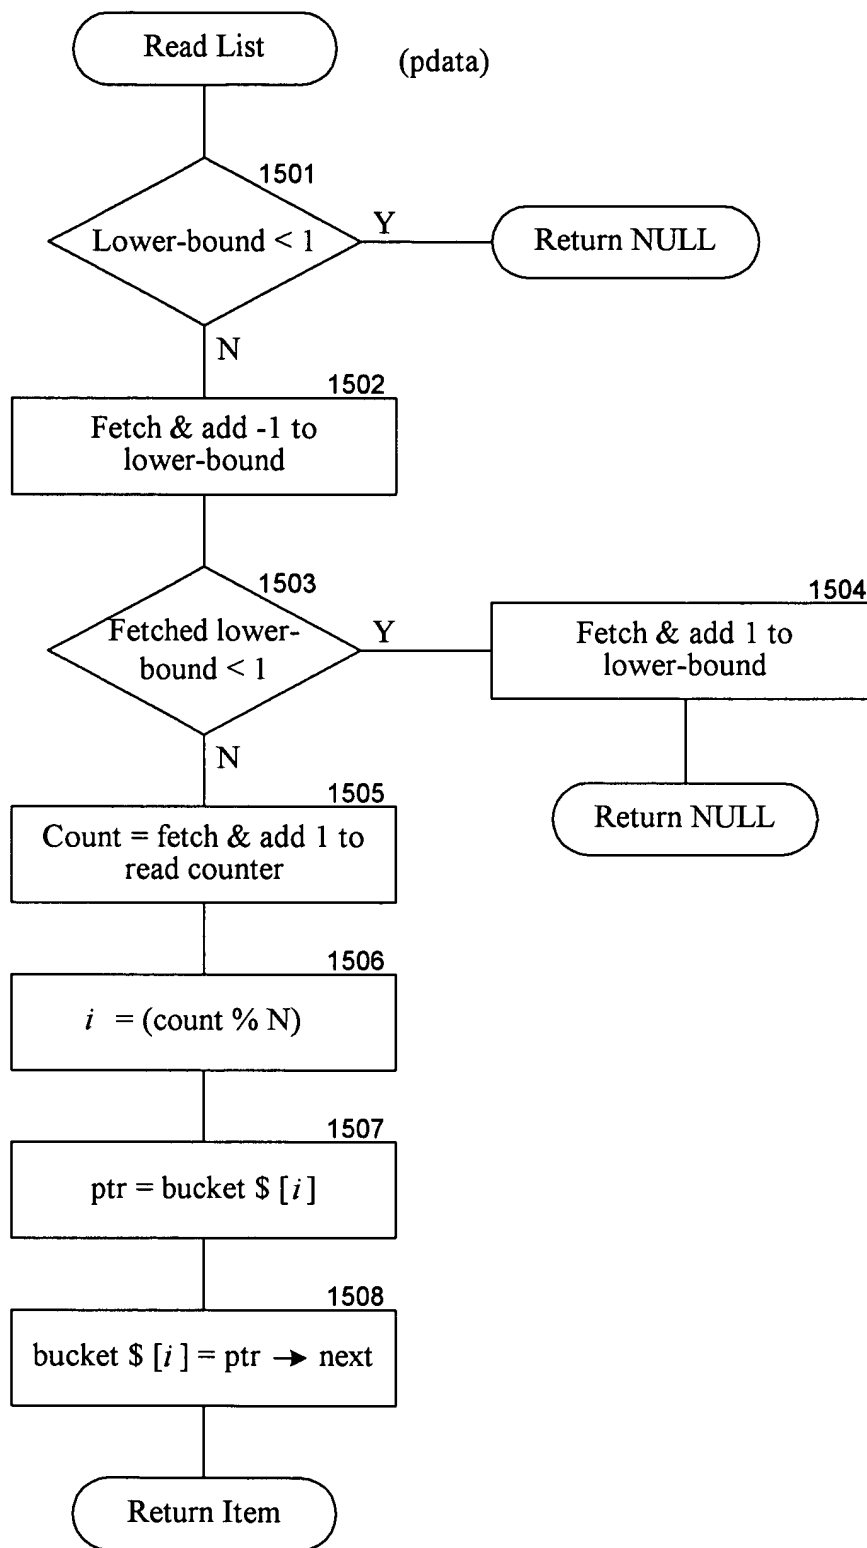 Read List
(pdata)
1501
Lower-bound < 1
Y
Return NULL
N
1502
Fetch & add -1 to
lower-bound
1503
Fetched lower-
bound < 1
Y
1504
Fetch & add 1 to
lower-bound
N
Return NULL
1505
Count = fetch & add 1 to
read counter
1506
i = (count % N)
1507
ptr = bucket $ [i]
1508
bucket $ [i] = ptr → next
Return Item